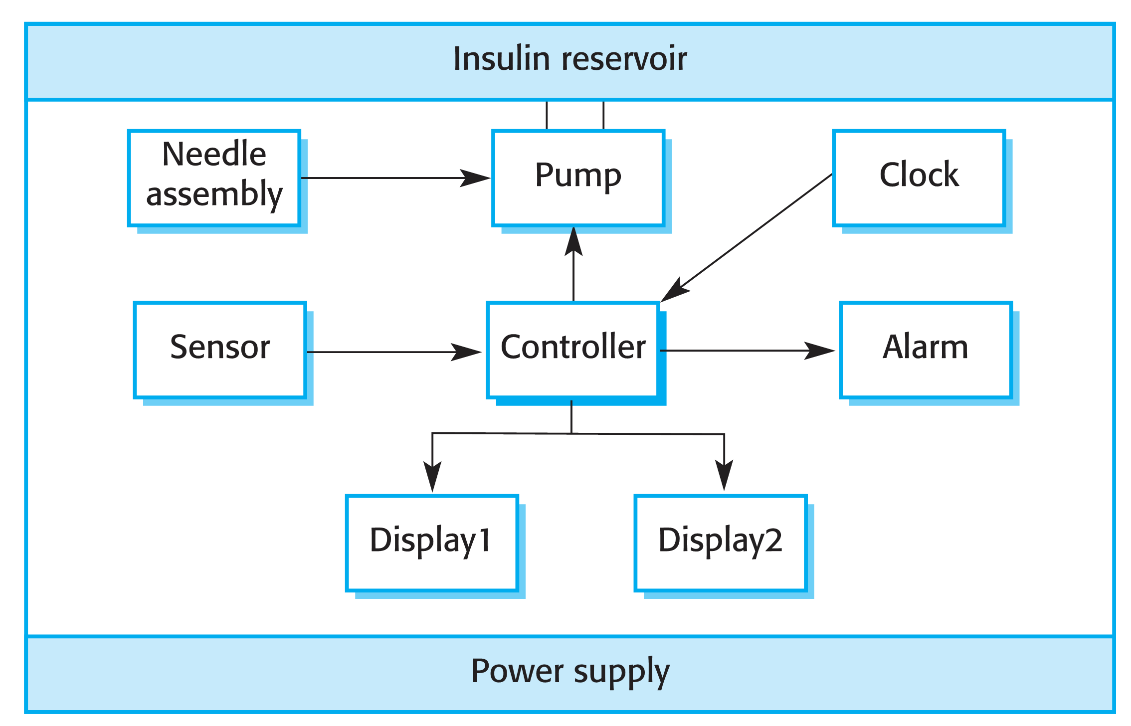 Insulin reservoir
Needle
assembly
Pump
Clock
Sensor
Controller
Alarm
Display1
Display2
Power supply